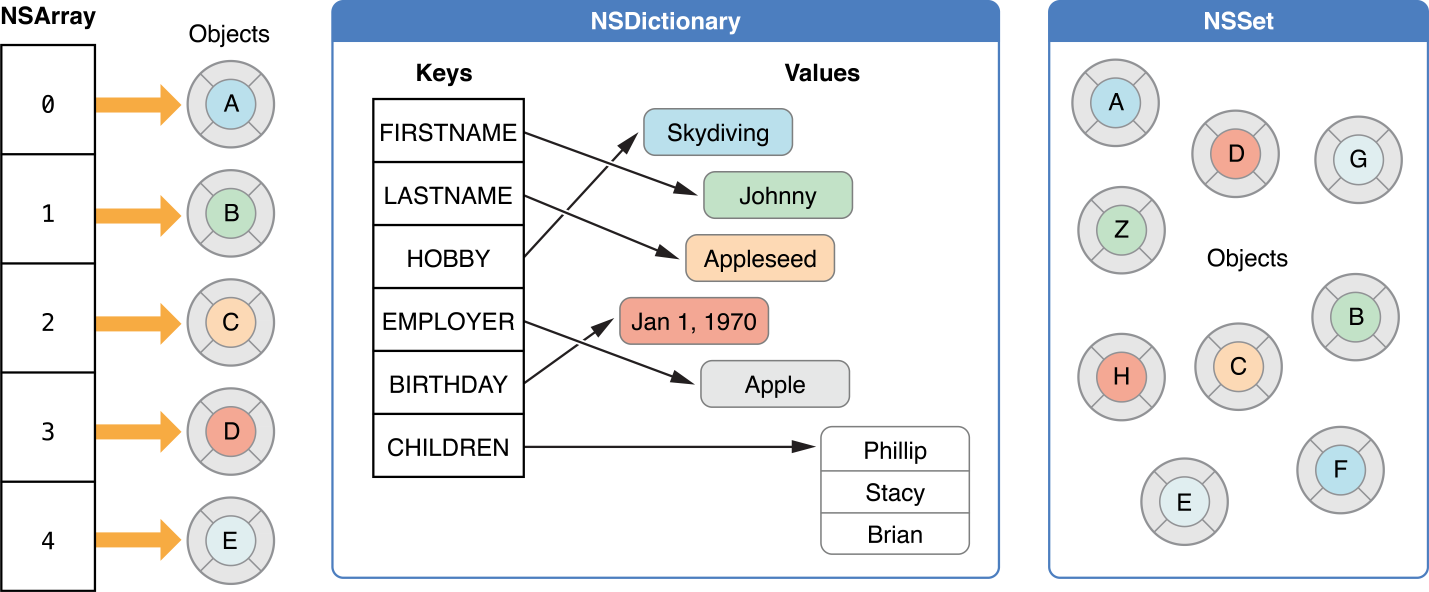 NSArray
Objects
0
A
1
B
2
C
3
D
4
E
NSDictionary
Keys
Values
FIRSTNAME
LASTNAME
HOBBY
EMPLOYER
BIRTHDAY
CHILDREN
Skydiving
Johnny
Appleseed
Jan 1, 1970
Apple
Phillip
Stacy
Brian
NSSet
A
D
G
Z
Objects
B
H
C
F
E